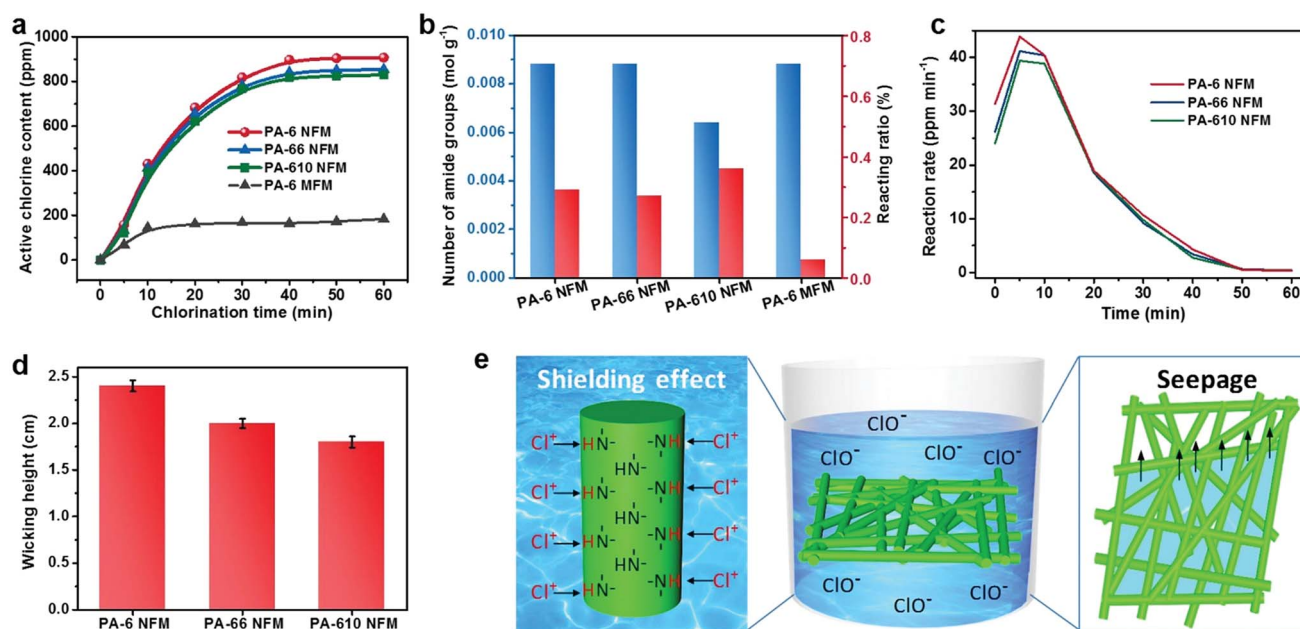 a
1000
800
600
400
200
0
Active chlorine content (ppm)
PA-6 NFM
PA-66 NFM
PA-610 NFM
PA-6 MFM
0 10 20 30 40 50 60
Chlorination time (min)
b
0.010
0.008
0.006
0.004
0.002
0.000
Number of amide groups (mol g⁻¹)
0.8
0.6
0.4
0.2
0.0
Reacting ratio (%)
PA-6 NFM PA-66 NFM PA-610 NFM PA-6 MFM
c
40
30
20
10
0
Reaction rate (ppm min⁻¹)
PA-6 NFM
PA-66 NFM
PA-610 NFM
0 10 20 30 40 50 60
Time (min)
d
2.5
2.0
1.5
1.0
0.5
0.0
Wicking height (cm)
PA-6 NFM PA-66 NFM PA-610 NFM
e
Shielding effect
Cl⁺ HN- -NH Cl⁺
HN-
Cl⁺ HN- -NH Cl⁺
HN-
Cl⁺ HN- -NH Cl⁺
HN-
Cl⁺ HN- -NH Cl⁺
ClO⁻
ClO⁻ ClO⁻ ClO⁻
ClO⁻ ClO⁻
ClO⁻
Seepage